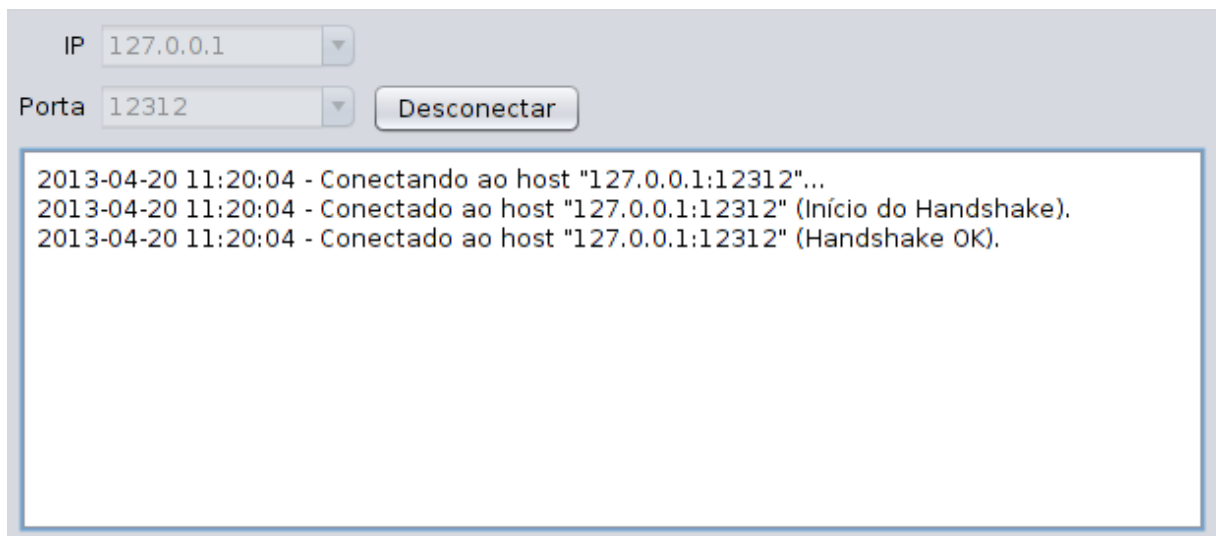 IP 127.0.0.1
Porta 12312 Desconectar
2013-04-20 11:20:04 - Conectando ao host "127.0.0.1:12312"...
2013-04-20 11:20:04 - Conectado ao host "127.0.0.1:12312" (Início do Handshake).
2013-04-20 11:20:04 - Conectado ao host "127.0.0.1:12312" (Handshake OK).